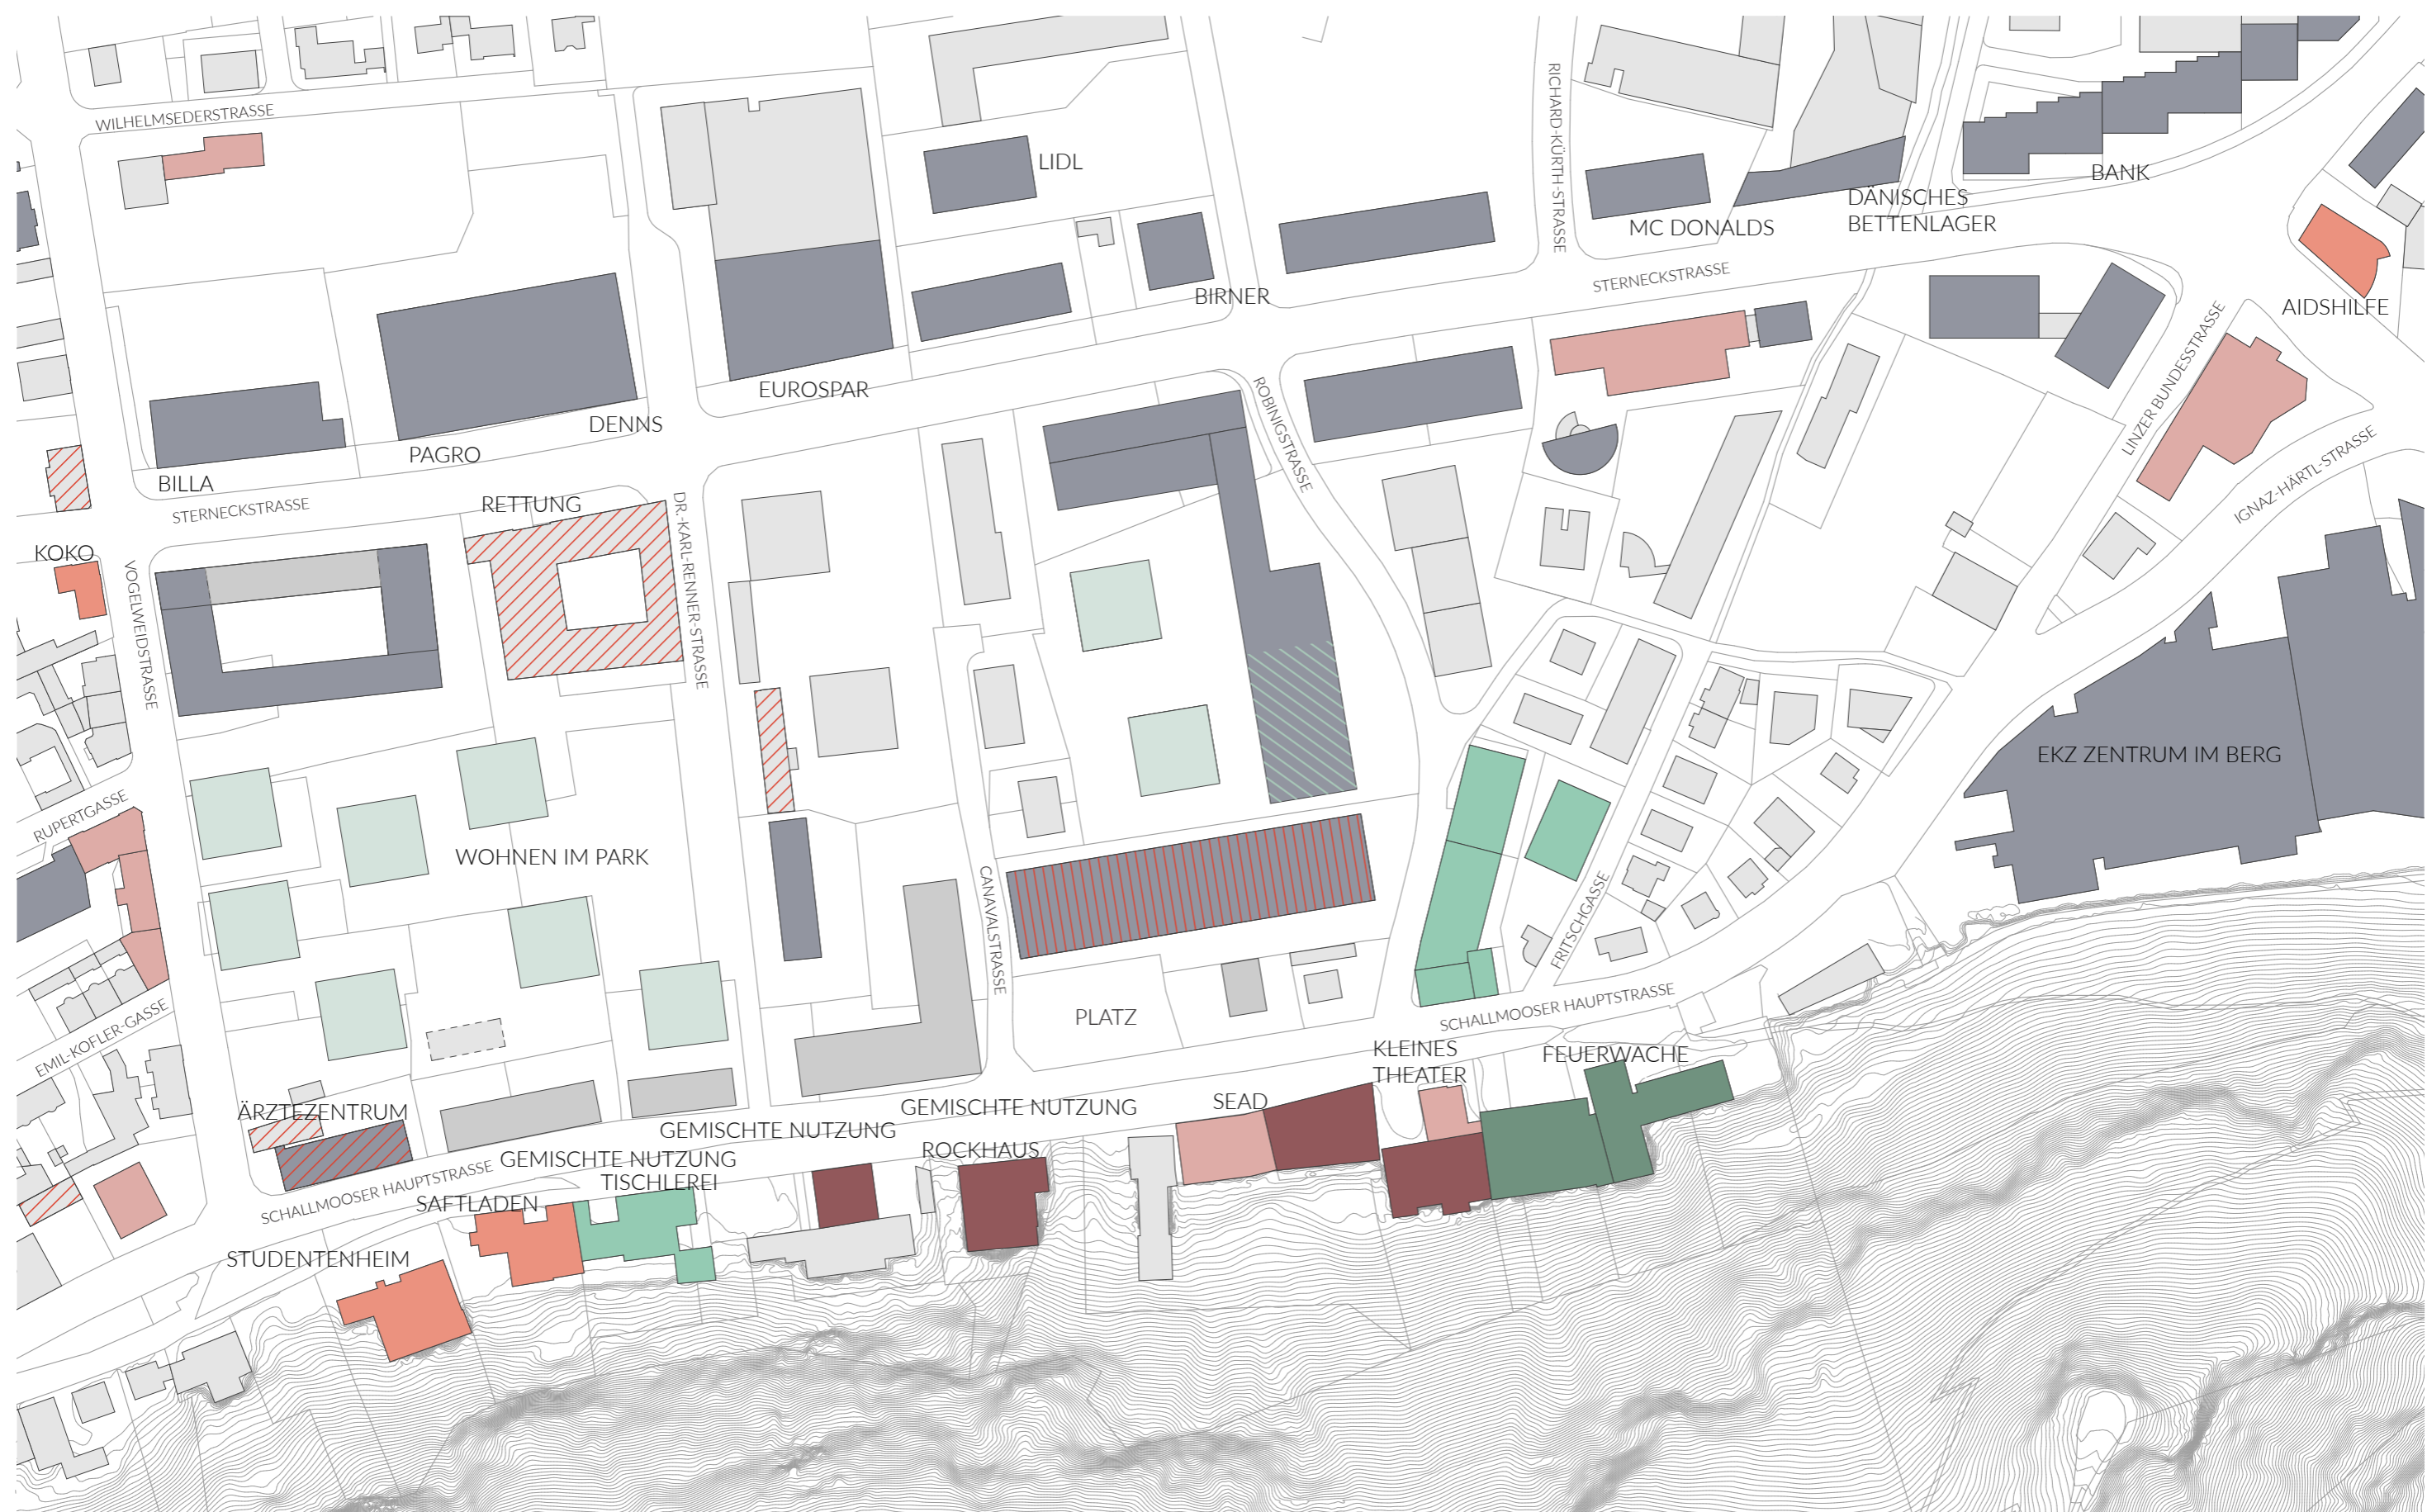 WILHELMSEDERSTRASSE
LIDL
RICHARD-KÜRTH-STRASSE
BANK
DÄNISCHES
BETTENLAGER
MC DONALDS
STERNECKSTRASSE
BIRNER
AIDSHILFE
EUROSPAR
DENNS
PAGRO
BILLA
ROBINIGSTRASSE
LINZER BUNDESSTRASSE
IGNAZ-HÄRTL-STRASSE
STERNECKSTRASSE
RETTUNG
DR.-KARL-RENNER-STRASSE
KOKO
VOGELWEIDSTRASSE
EKZ ZENTRUM IM BERG
RUPERTGASSE
WOHNEN IM PARK
CANAVALSTRASSE
FRITSCHGASSE
EMIL-KOFLER-GASSE
PLATZ
SCHALLMOOSER HAUPTSTRASSE
KLEINES
THEATER
FEUERWACHE
ÄRZTEZENTRUM
GEMISCHTE NUTZUNG
SEAD
GEMISCHTE NUTZUNG
ROCKHAUS
GEMISCHTE NUTZUNG
TISCHLEREI
SCHALLMOOSER HAUPTSTRASSE
SAFTLADEN
STUDENTENHEIM